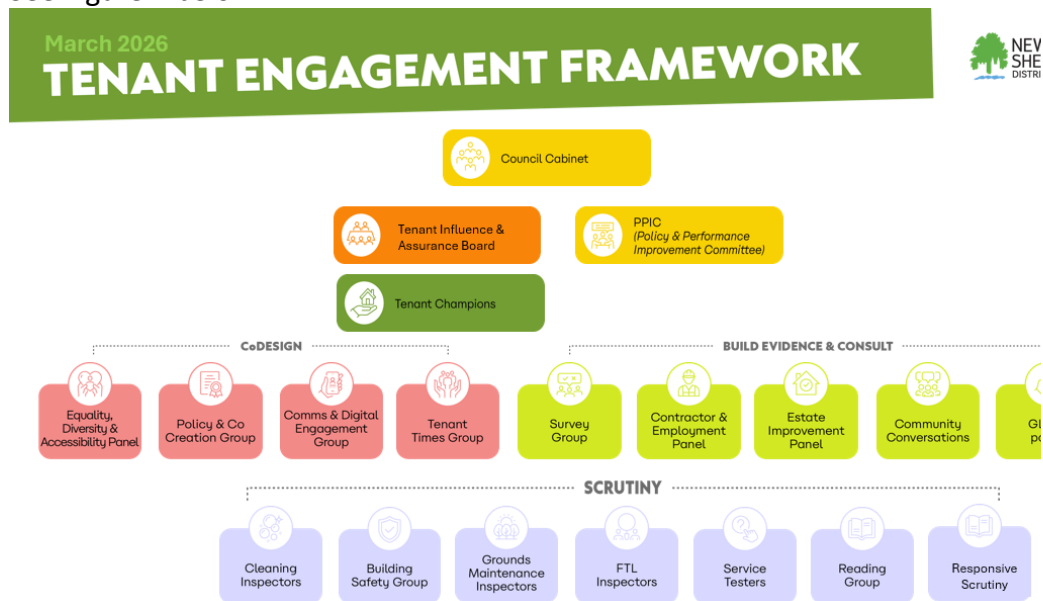 March 2026
TENANT ENGAGEMENT FRAMEWORK
DISTRI
Council Cabinet
Tenant Influence &
Assurance Board
PPIC
(Policy & Performance
Improvement Committee)
Tenant Champions
CoDESIGN
BUILD EVIDENCE & CONSULT
Equality,
Diversity &
Accessibility Panel
Policy & Co
Creation Group
Comms & Digital
Engagement
Group
Tenant
Times Group
Survey
Group
Contractor &
Employment
Panel
Estate
Improvement
Panel
Community
Conversations
SCRUTINY
Cleaning
Inspectors
Building
Safety Group
Grounds
Maintenance
Inspectors
FTL
Inspectors
Service
Testers
Reading
Group
Responsive
Scrutiny